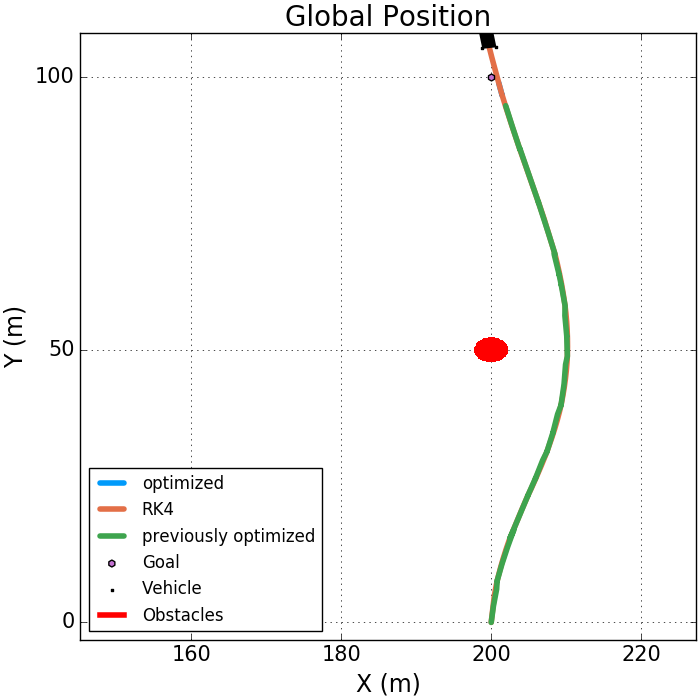 Global Position
100
50
0
Y (m)
optimized
RK4
previously optimized
Goal
Vehicle
Obstacles
160
180
200
220
X (m)